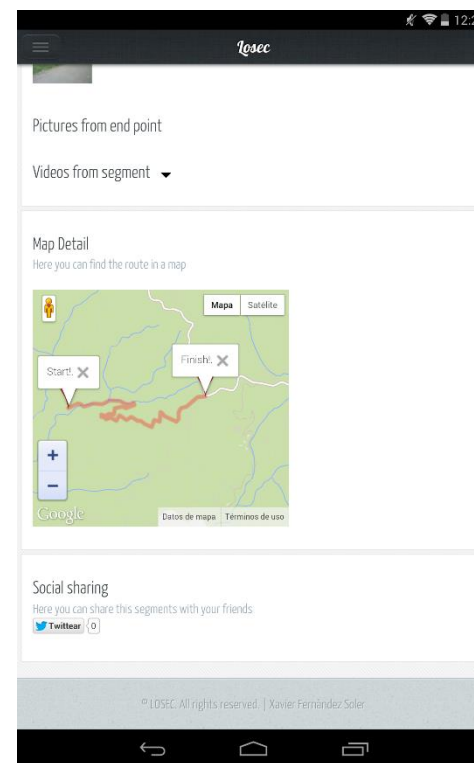 12:2
Losec
Pictures from end point
Videos from segment
Map Detail
Here you can find the route in a map
Mapa Satélite
Start!.
Finish!.
+
−
Google
Datos de mapa Términos de uso
Social sharing
Here you can share this segments with your friends:
Twittear 0
© LOSEC. All rights reserved. | Xavier Fernàndez Soler